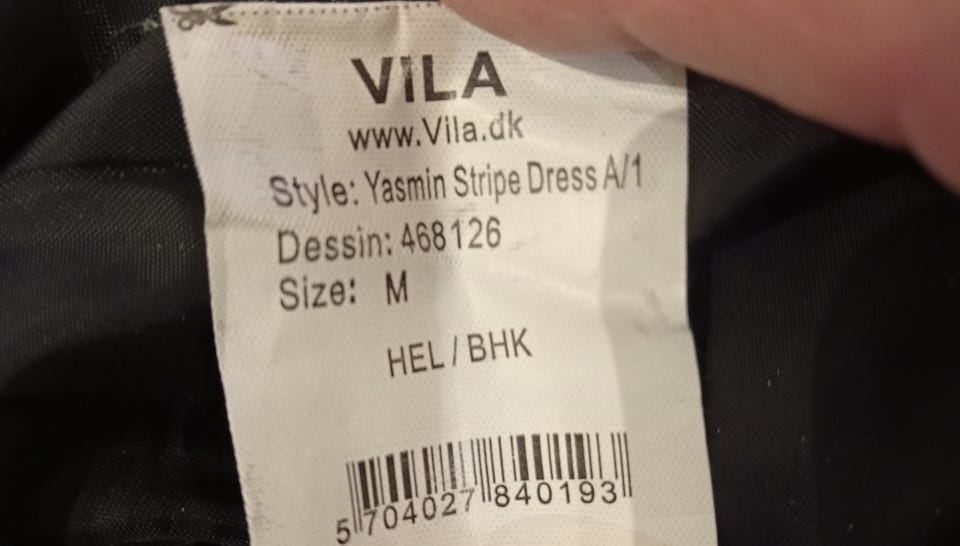 VILA
www.Vila.dk
Style: Yasmin Stripe Dress A/1
Dessin: 468126
Size: M
HEL / BHK
5 704027 840193